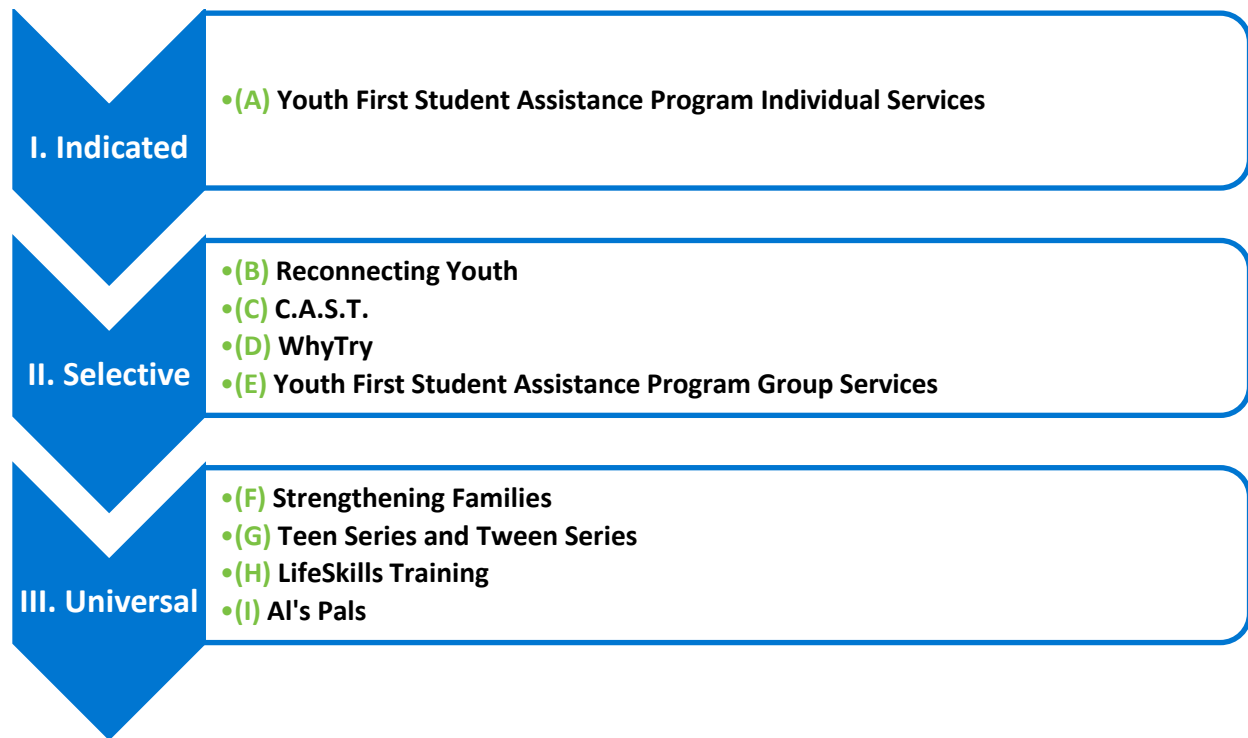 I. Indicated
•(A) Youth First Student Assistance Program Individual Services
II. Selective
•(B) Reconnecting Youth
•(C) C.A.S.T.
•(D) WhyTry
•(E) Youth First Student Assistance Program Group Services
III. Universal
•(F) Strengthening Families
•(G) Teen Series and Tween Series
•(H) LifeSkills Training
•(I) Al's Pals